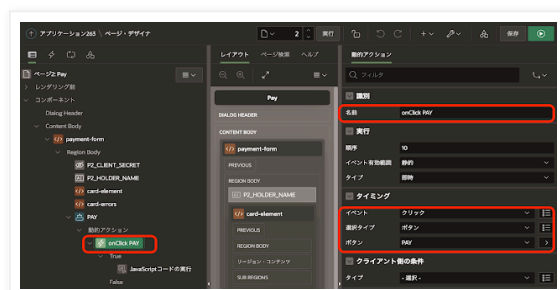 アプリケーション263 \ ページ・デザイナ
2
実行
保存
ページ2: Pay
レンダリング前
コンポーネント
Dialog Header
Content Body
payment-form
Region Body
P2_CLIENT_SECRET
P2_HOLDER_NAME
card-element
card-errors
PAY
動的アクション
onClick PAY
True
JavaScriptコードの実行
False
レイアウト
ページ検索
ヘルプ
Pay
DIALOG HEADER
CONTENT BODY
payment-form
PREVIOUS
REGION BODY
P2_HOLDER_NAME
card-element
PREVIOUS
REGION BODY
リージョン・コンテンツ
SUB REGIONS
動的アクション
フィルタ
識別
名前 onClick PAY
実行
順序 10
イベント有効範囲 静的
タイプ 即時
タイミング
イベント クリック
選択タイプ ボタン
ボタン PAY
クライアント側の条件
タイプ - 選択 -